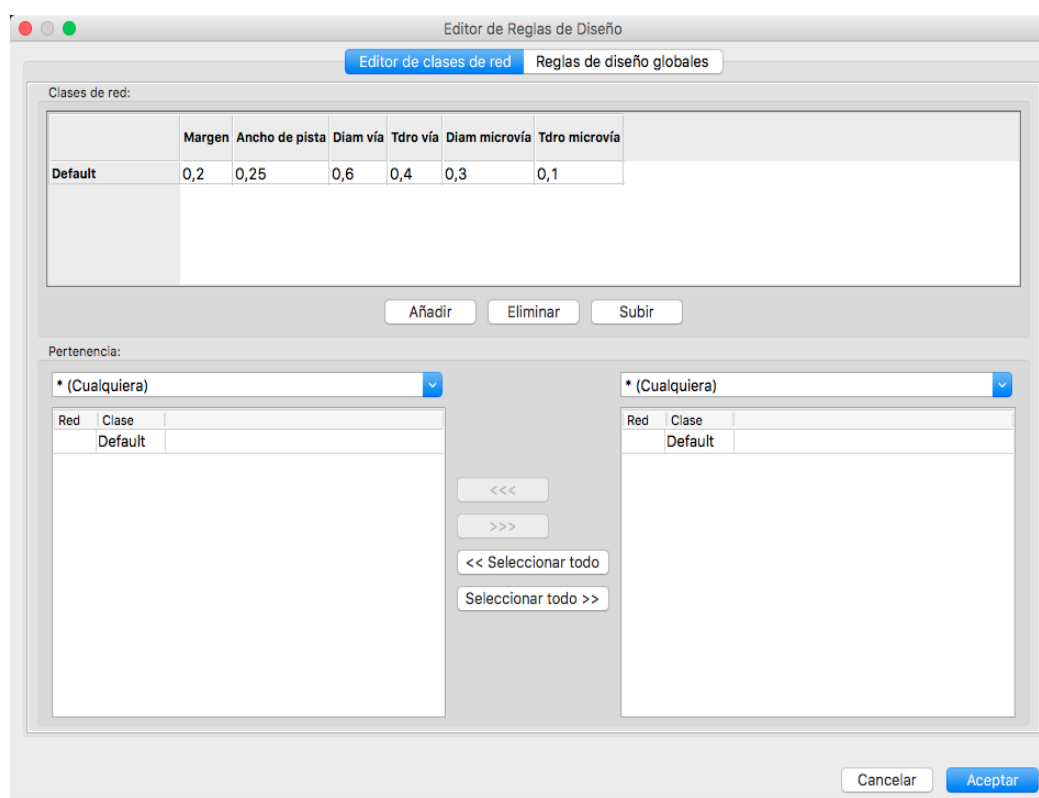 Editor de Reglas de Diseño
Editor de clases de red Reglas de diseño globales
Clases de red:
Margen Ancho de pista Diam vía Tdro vía Diam microvía Tdro microvía
Default 0,2 0,25 0,6 0,4 0,3 0,1
Añadir Eliminar Subir
Pertenencia:
* (Cualquiera) * (Cualquiera)
Red Clase Red Clase
Default Default
<<<
>>>
<< Seleccionar todo
Seleccionar todo >>
Cancelar Aceptar